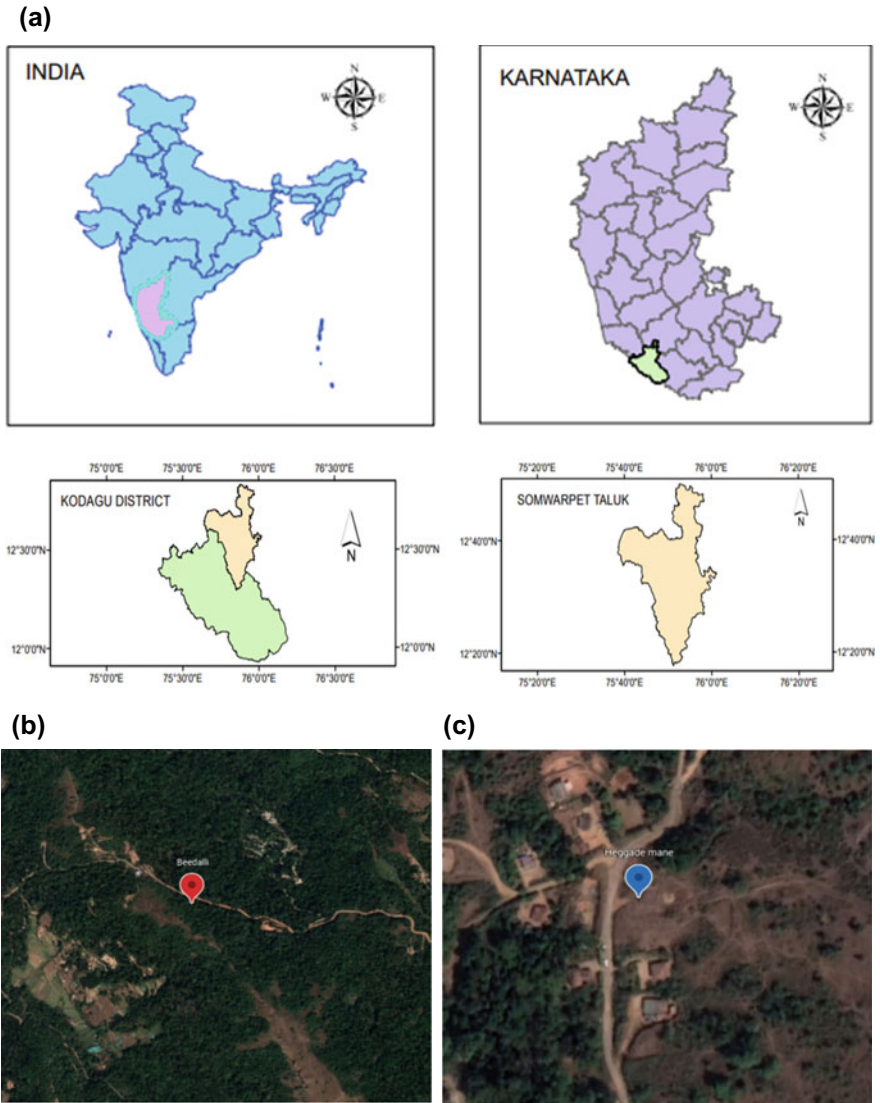 (a)
INDIA
N
W E
S
KARNATAKA
N
W E
S
75°0'0"E 75°30'0"E 76°0'0"E 76°30'0"E
KODAGU DISTRICT
N
12°30'0"N 12°30'0"N
12°0'0"N 12°0'0"N
75°0'0"E 75°30'0"E 76°0'0"E 76°30'0"E
75°20'0"E 75°40'0"E 76°0'0"E 76°20'0"E
SOMWARPET TALUK
N
12°40'0"N 12°40'0"N
12°20'0"N 12°20'0"N
75°20'0"E 75°40'0"E 76°0'0"E 76°20'0"E
(b)
Beedalli
(c)
Heggade mane